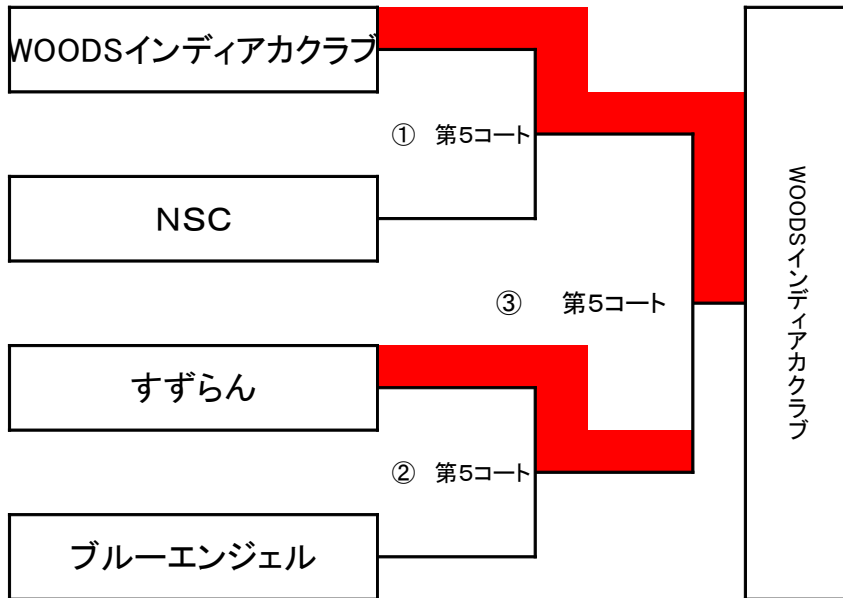 WOODSインディアカクラブ
① 第5コート
NSC
③ 第5コート
WOODSインディアカクラブ
すずらん
② 第5コート
ブルーエンジェル